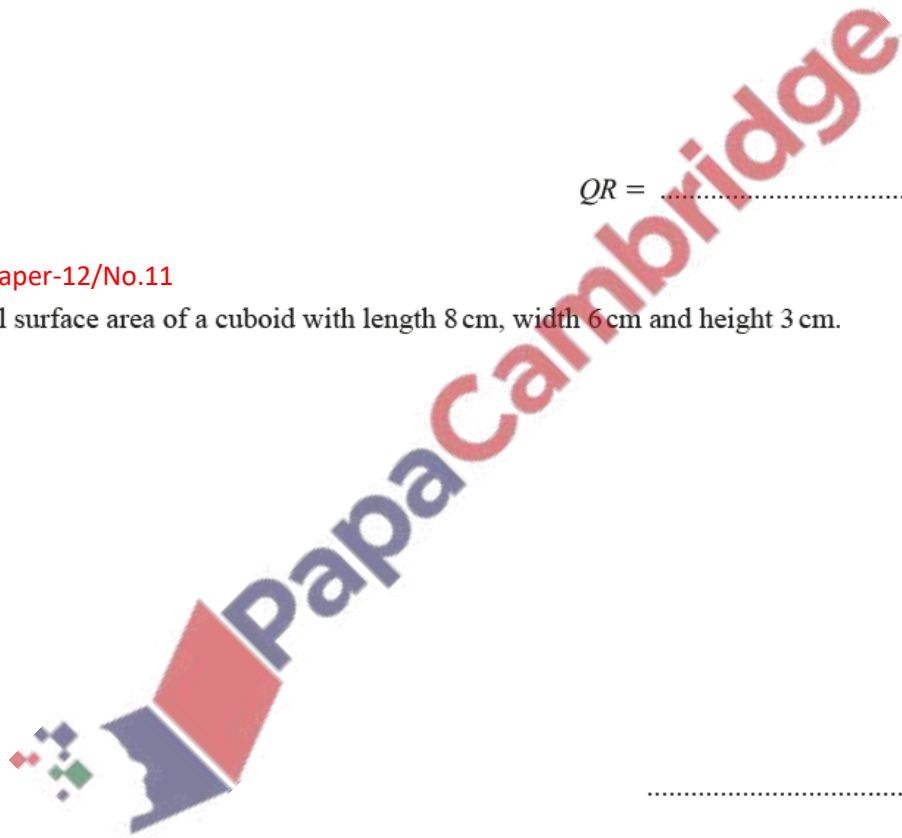 QR = ....................................
aper-12/No.11
l surface area of a cuboid with length 8 cm, width 6 cm and height 3 cm.
PapaCambridge
....................................